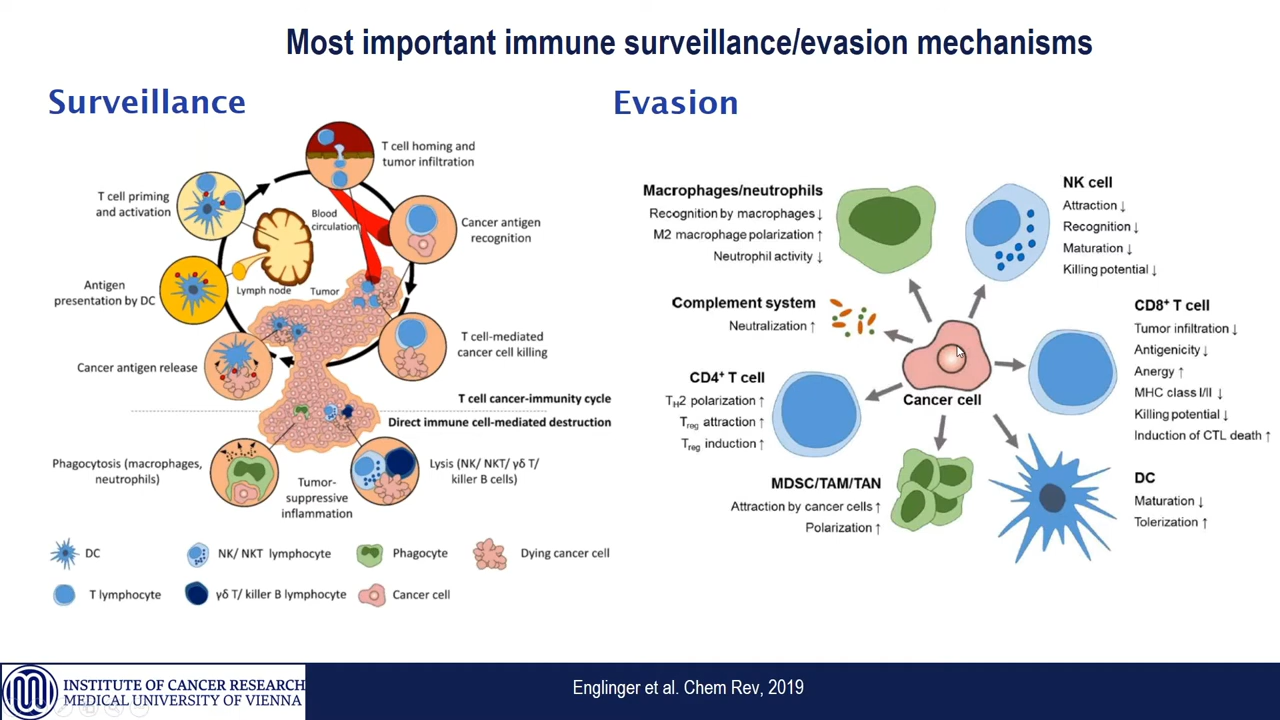 Most important immune surveillance/evasion mechanisms
Surveillance
T cell homing and
tumor infiltration
T cell priming
and activation
Blood
circulation
Cancer antigen
recognition
Antigen
presentation by DC
Lymph node
Tumor
T cell-mediated
cancer cell killing
Cancer antigen release
T cell cancer-immunity cycle
Direct immune cell-mediated destruction
Phagocytosis (macrophages,
neutrophils)
Tumor-
suppressive
inflammation
Lysis (NK/ NKT/ γδ T/
killer B cells)
DC
NK/ NKT lymphocyte
Phagocyte
Dying cancer cell
T lymphocyte
γδ T/ killer B lymphocyte
Cancer cell
Evasion
Macrophages/neutrophils
Recognition by macrophages ↓
M2 macrophage polarization ↑
Neutrophil activity ↓
NK cell
Attraction ↓
Recognition ↓
Maturation ↓
Killing potential ↓
Complement system
Neutralization ↑
CD8⁺ T cell
Tumor infiltration ↓
Antigenicity ↓
Anergy ↑
MHC class I/II ↓
Killing potential ↓
Induction of CTL death ↑
CD4⁺ T cell
TH2 polarization ↑
Treg attraction ↑
Treg induction ↑
Cancer cell
MDSC/TAM/TAN
Attraction by cancer cells ↑
Polarization ↑
DC
Maturation ↓
Tolerization ↑
INSTITUTE OF CANCER RESEARCH
MEDICAL UNIVERSITY OF VIENNA
Englinger et al. Chem Rev, 2019